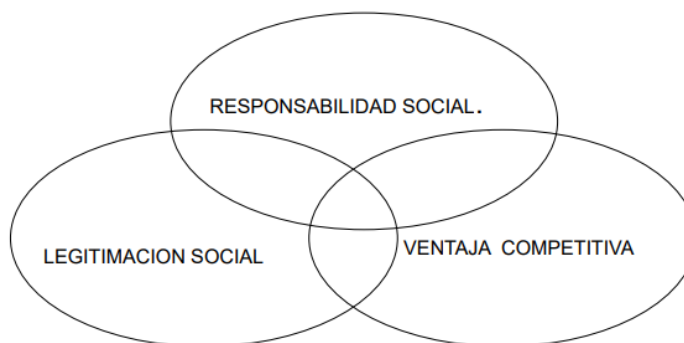 RESPONSABILIDAD SOCIAL.
LEGITIMACION SOCIAL
VENTAJA COMPETITIVA